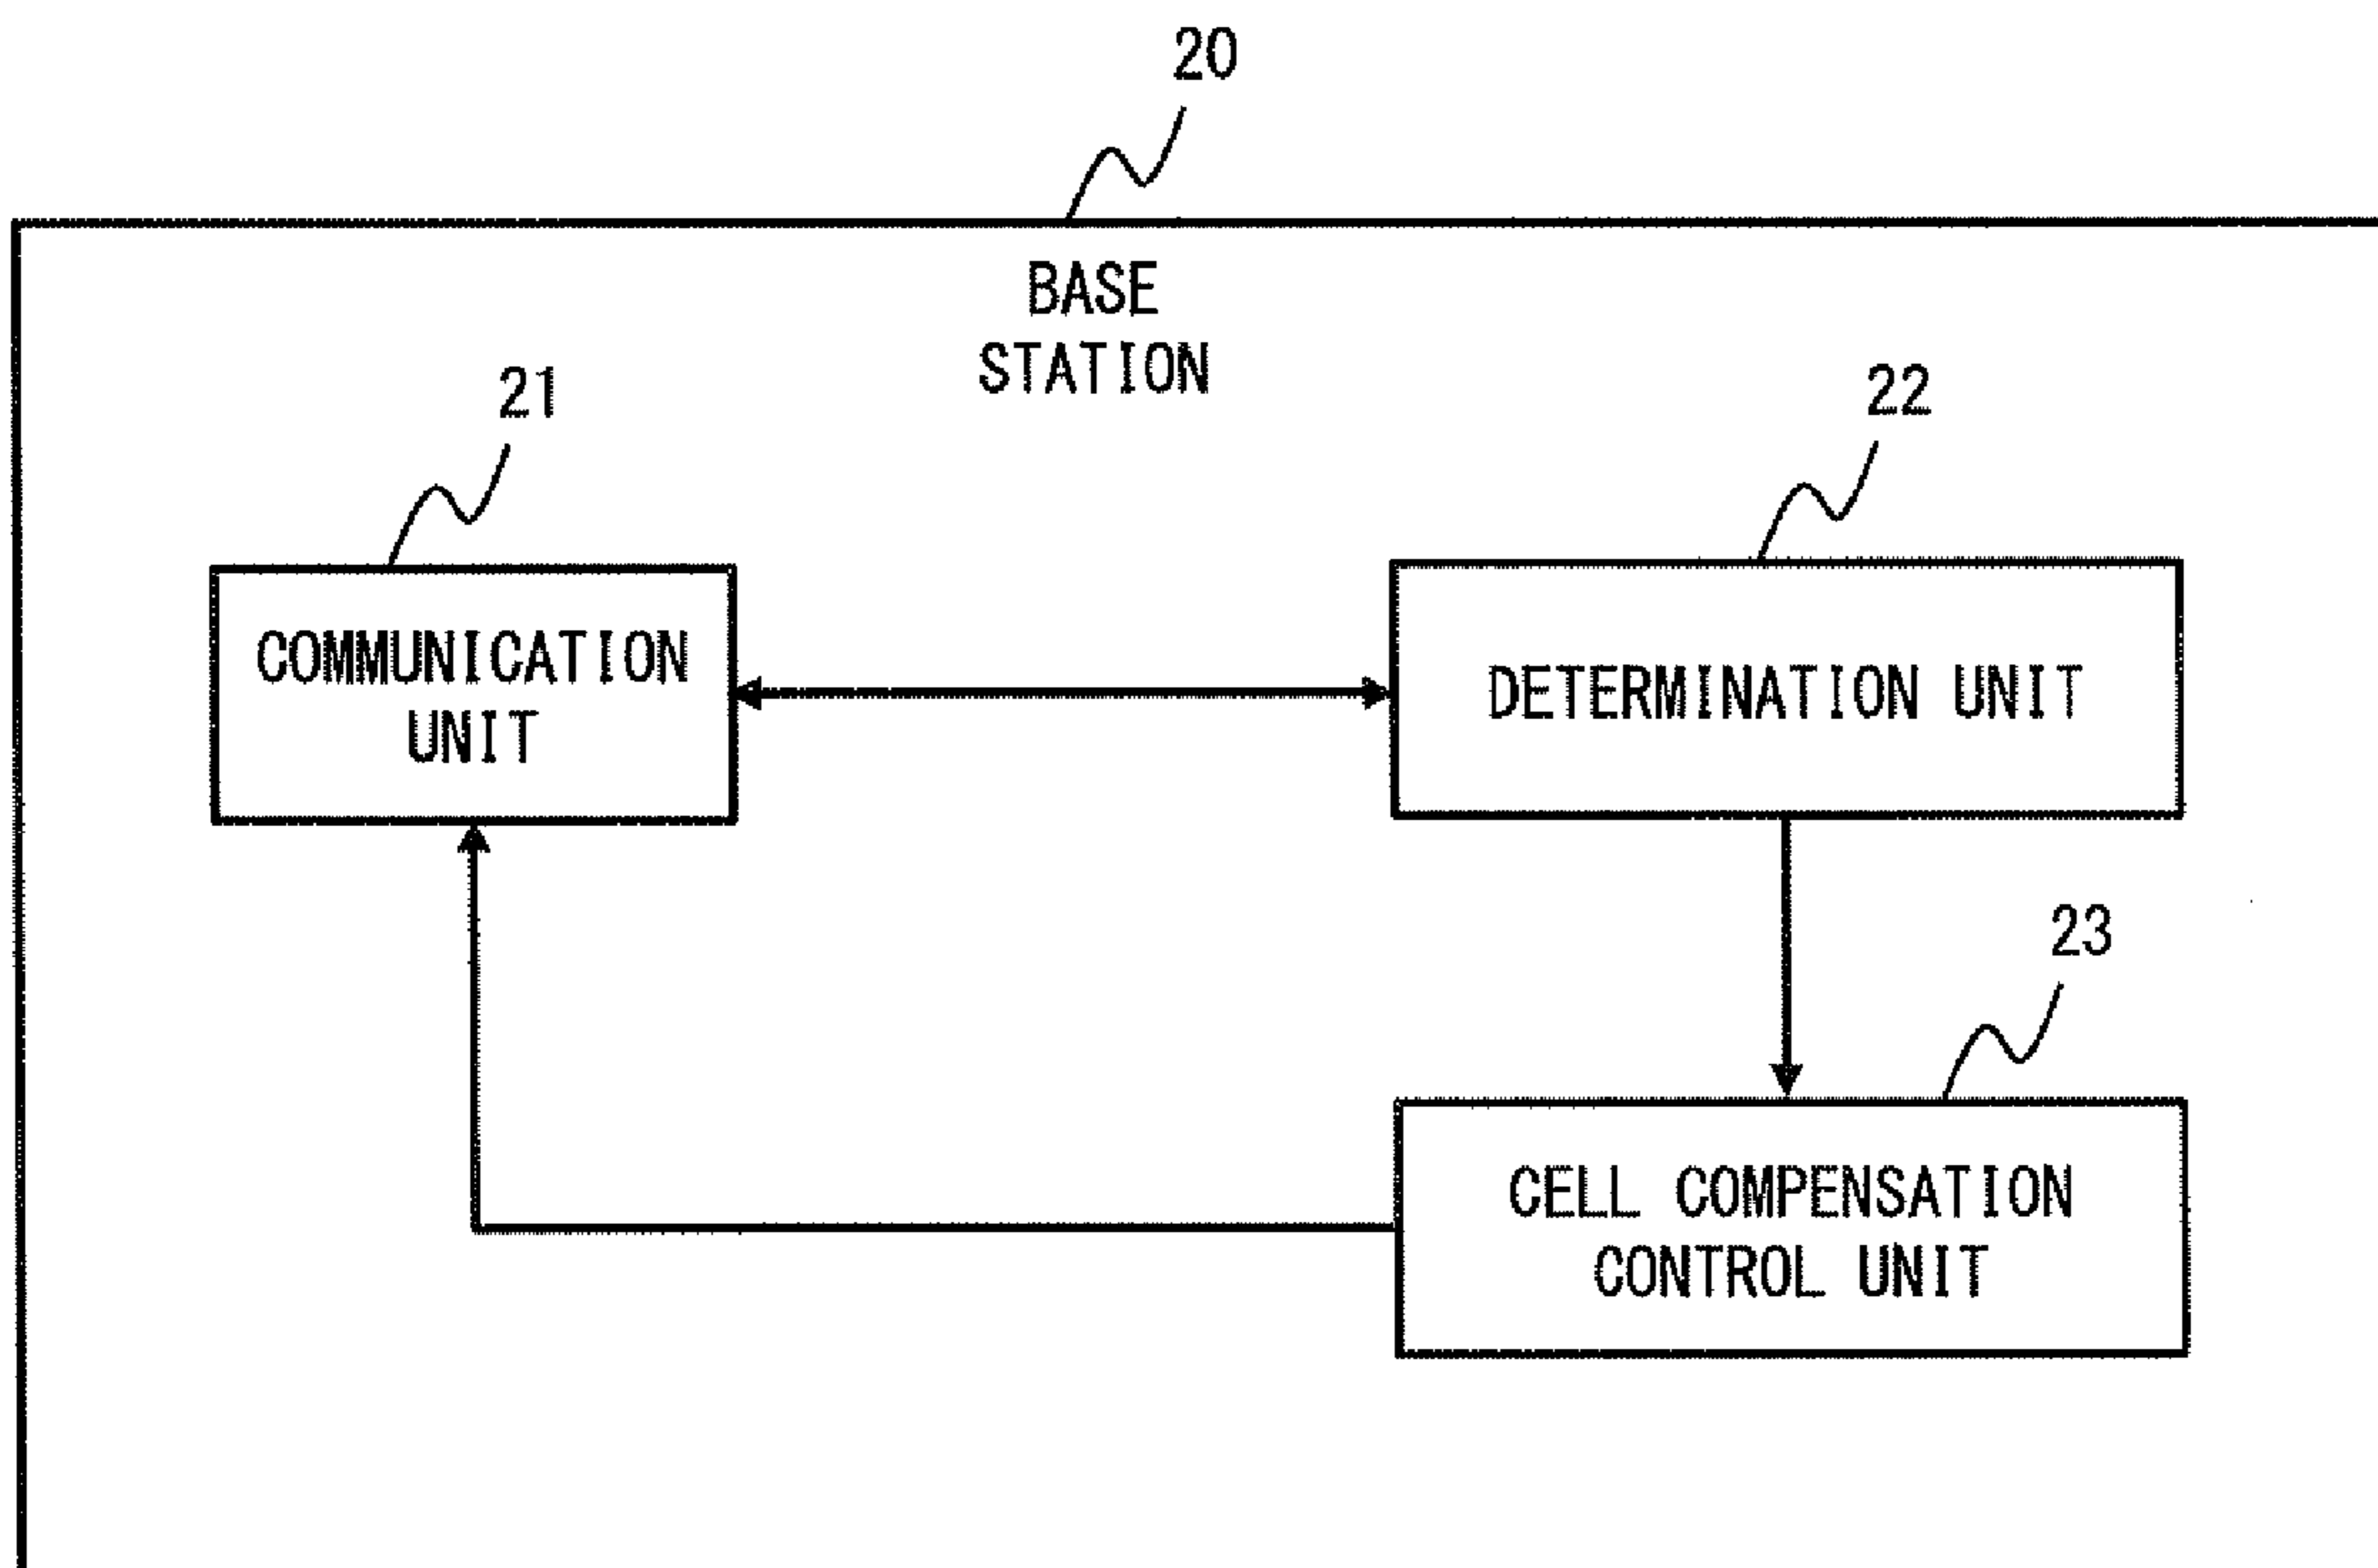 20
BASE
STATION
21
22
COMMUNICATION
UNIT
DETERMINATION UNIT
23
CELL COMPENSATION
CONTROL UNIT